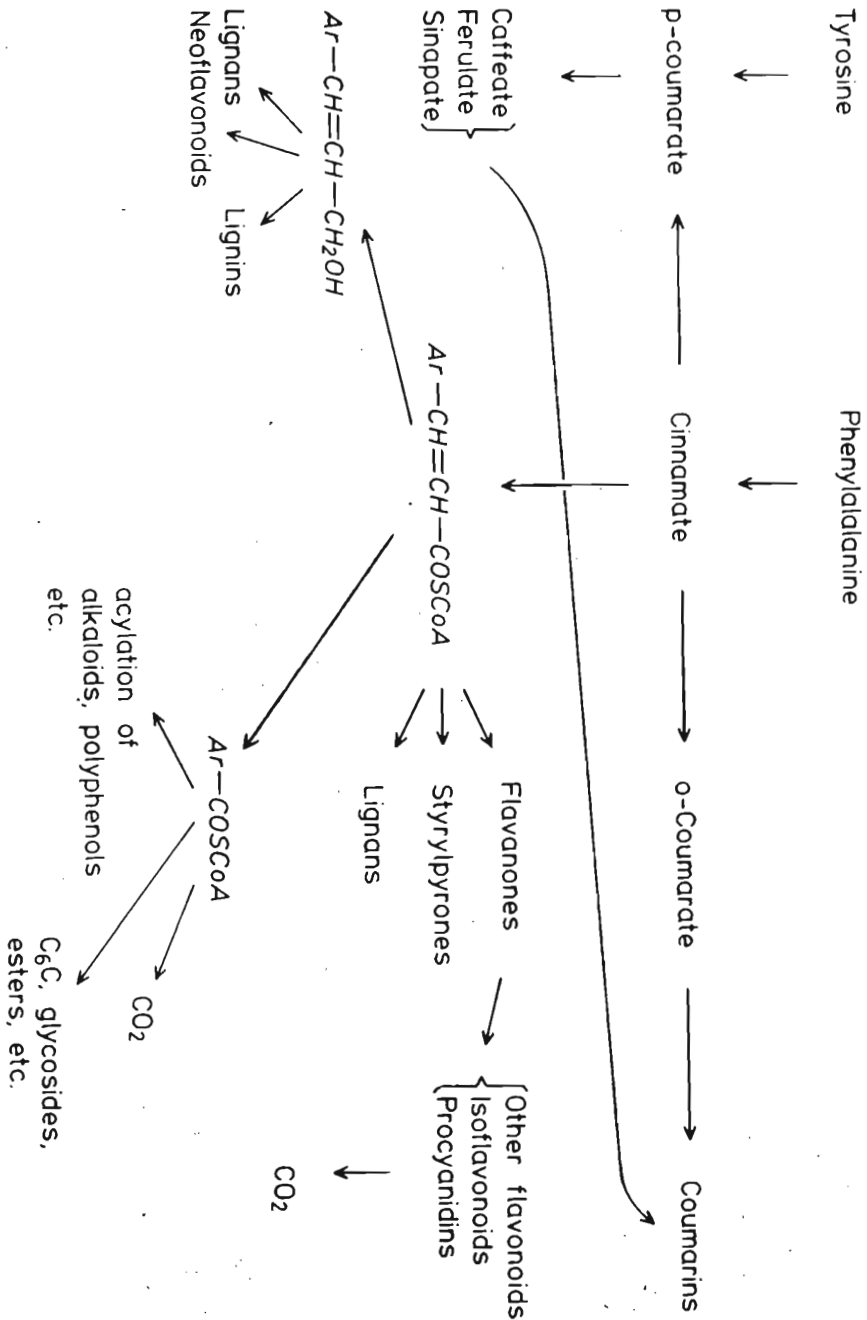 Tyrosine
Phenylalanine
p-coumarate
Cinnamate
o-Coumarate
Coumarins
Caffeate
Ferulate
Sinapate
Ar—CH=CH—COSCoA
Flavanones
Styrylpyrones
Lignans
Other flavonoids
Isoflavonoids
Procyanidins
CO2
Ar—CH=CH—CH2OH
Lignans
Neoflavonoids
Lignins
Ar—COSCoA
acylation of
alkaloids, polyphenols
etc.
CO2
C6C, glycosides,
esters, etc.